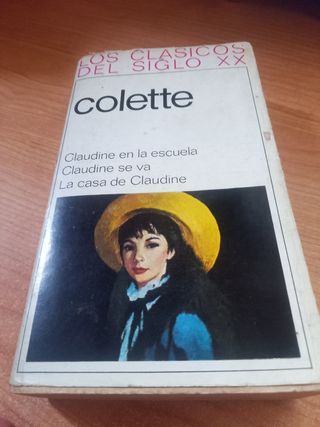 LOS CLASICOS
DEL SIGLO XX
colette
Claudine en la escuela
Claudine se va
La casa de Claudine